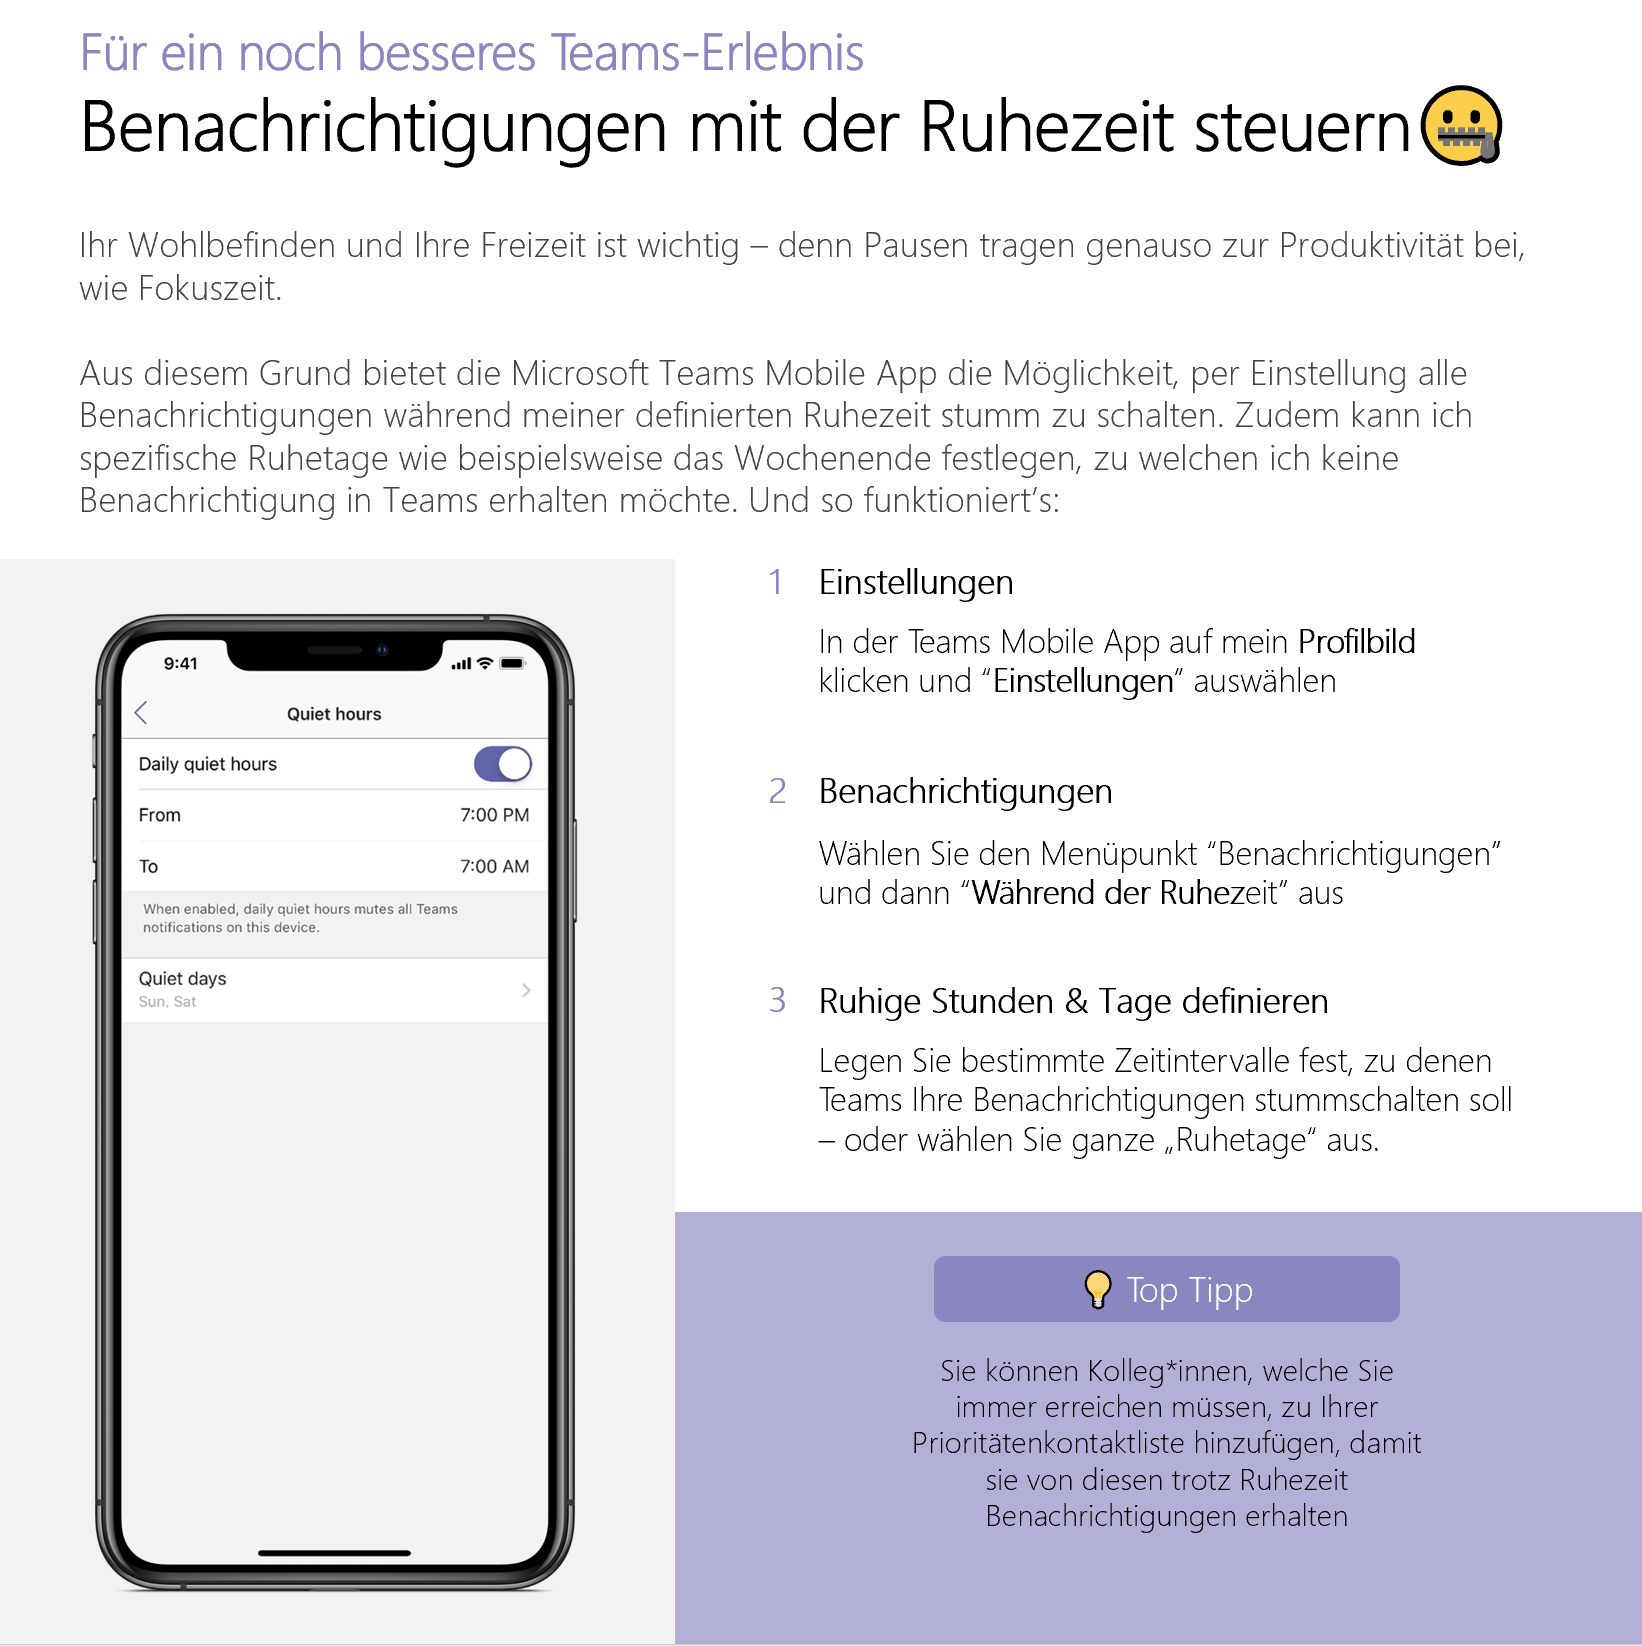 Für ein noch besseres Teams-Erlebnis
Benachrichtigungen mit der Ruhezeit steuern
Ihr Wohlbefinden und Ihre Freizeit ist wichtig – denn Pausen tragen genauso zur Produktivität bei,
wie Fokuszeit.
Aus diesem Grund bietet die Microsoft Teams Mobile App die Möglichkeit, per Einstellung alle
Benachrichtigungen während meiner definierten Ruhezeit stumm zu schalten. Zudem kann ich
spezifische Ruhetage wie beispielsweise das Wochenende festlegen, zu welchen ich keine
Benachrichtigung in Teams erhalten möchte. Und so funktioniert’s:
9:41
Quiet hours
Daily quiet hours
From 7:00 PM
To 7:00 AM
When enabled, daily quiet hours mutes all Teams
notifications on this device.
Quiet days
Sun, Sat
1 Einstellungen
In der Teams Mobile App auf mein Profilbild
klicken und “Einstellungen” auswählen
2 Benachrichtigungen
Wählen Sie den Menüpunkt “Benachrichtigungen”
und dann “Während der Ruhezeit” aus
3 Ruhige Stunden & Tage definieren
Legen Sie bestimmte Zeitintervalle fest, zu denen
Teams Ihre Benachrichtigungen stummschalten soll
– oder wählen Sie ganze „Ruhetage“ aus.
Top Tipp
Sie können Kolleg*innen, welche Sie
immer erreichen müssen, zu Ihrer
Prioritätenkontaktliste hinzufügen, damit
sie von diesen trotz Ruhezeit
Benachrichtigungen erhalten